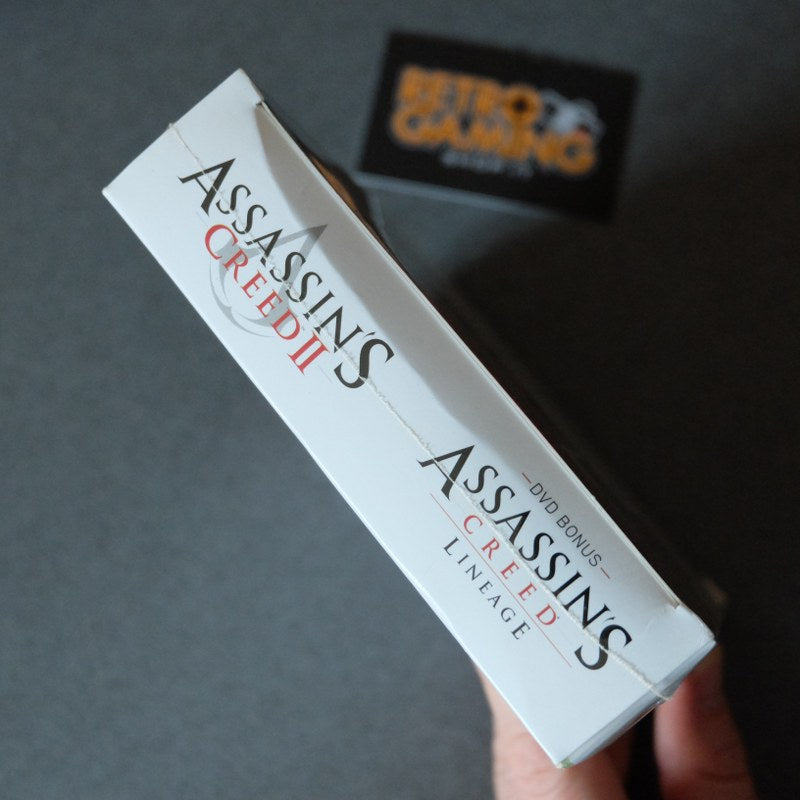 RETRO
GAMING
ASSASSIN'S
CREED II
—DVD BONUS—
ASSASSIN'S
CREED
LINEAGE